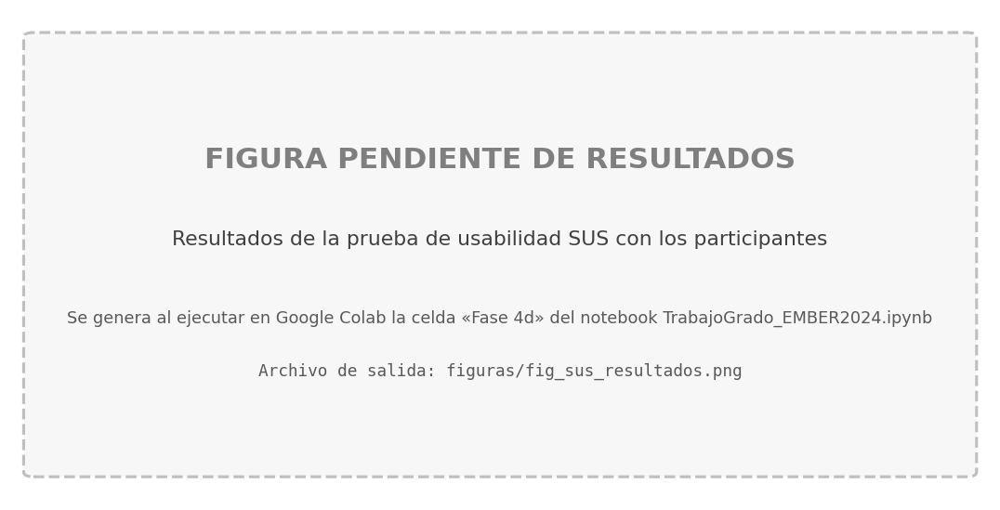 FIGURA PENDIENTE DE RESULTADOS
Resultados de la prueba de usabilidad SUS con los participantes
Se genera al ejecutar en Google Colab la celda «Fase 4d» del notebook TrabajoGrado_EMBER2024.ipynb
Archivo de salida: figuras/fig_sus_resultados.png